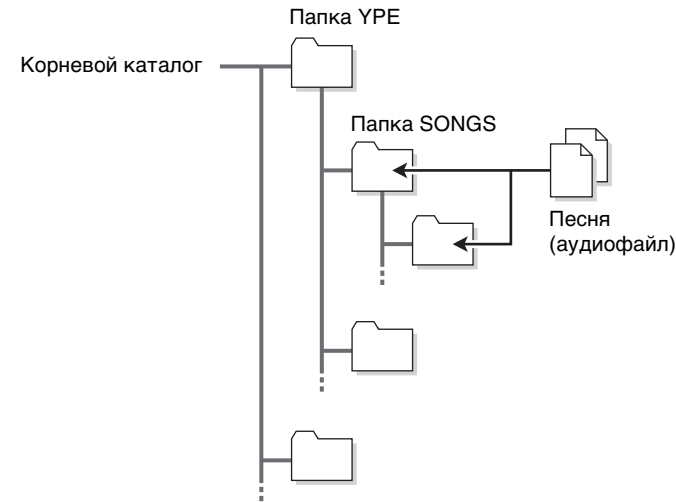 Папка YPE
Корневой каталог
Папка SONGS
Песня
(аудиофайл)